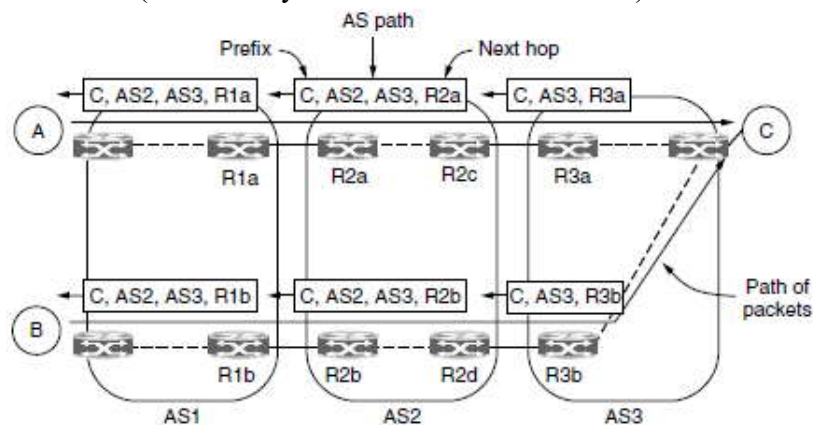 AS path
Prefix
Next hop
C, AS2, AS3, R1a
C, AS2, AS3, R2a
C, AS3, R3a
A
C
R1a
R2a
R2c
R3a
C, AS2, AS3, R1b
C, AS2, AS3, R2b
C, AS3, R3b
Path of
packets
B
R1b
R2b
R2d
R3b
AS1
AS2
AS3